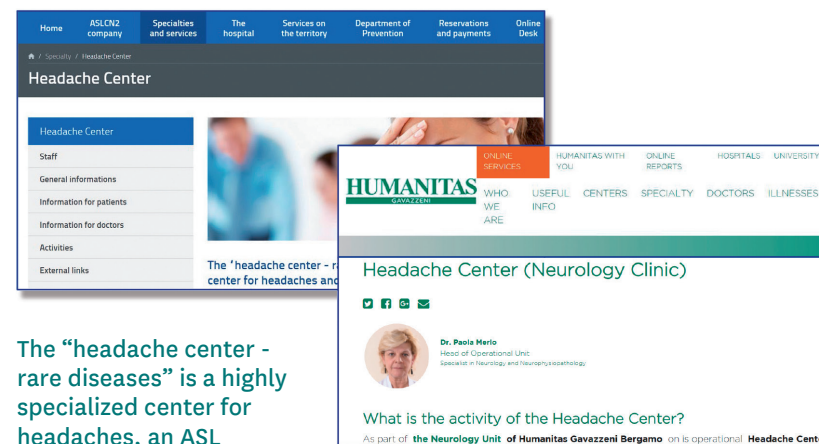 Home
ASLCN2 company
Specialties and services
The hospital
Services on the territory
Department of Prevention
Reservations and payments
Online Desk
/ Specialty / Headache Center
Headache Center
Headache Center
Staff
General informations
Information for patients
Information for doctors
Activities
External links
The "headache center -
center for headaches and
ONLINE SERVICES
HUMANITAS WITH YOU
ONLINE REPORTS
HOSPITALS
UNIVERSITY
HUMANITAS
GAVAZZENI
WHO WE ARE
USEFUL INFO
CENTERS
SPECIALTY
DOCTORS
ILLNESSES
Headache Center (Neurology Clinic)
Dr. Paola Merlo
Head of Operational Unit
Specialist in Neurology and Neurophysiopathology
What is the activity of the Headache Center?
As part of the Neurology Unit of Humanitas Gavazzeni Bergamo on is operational Headache Cent
The “headache center -
rare diseases” is a highly
specialized center for
headaches, an ASL